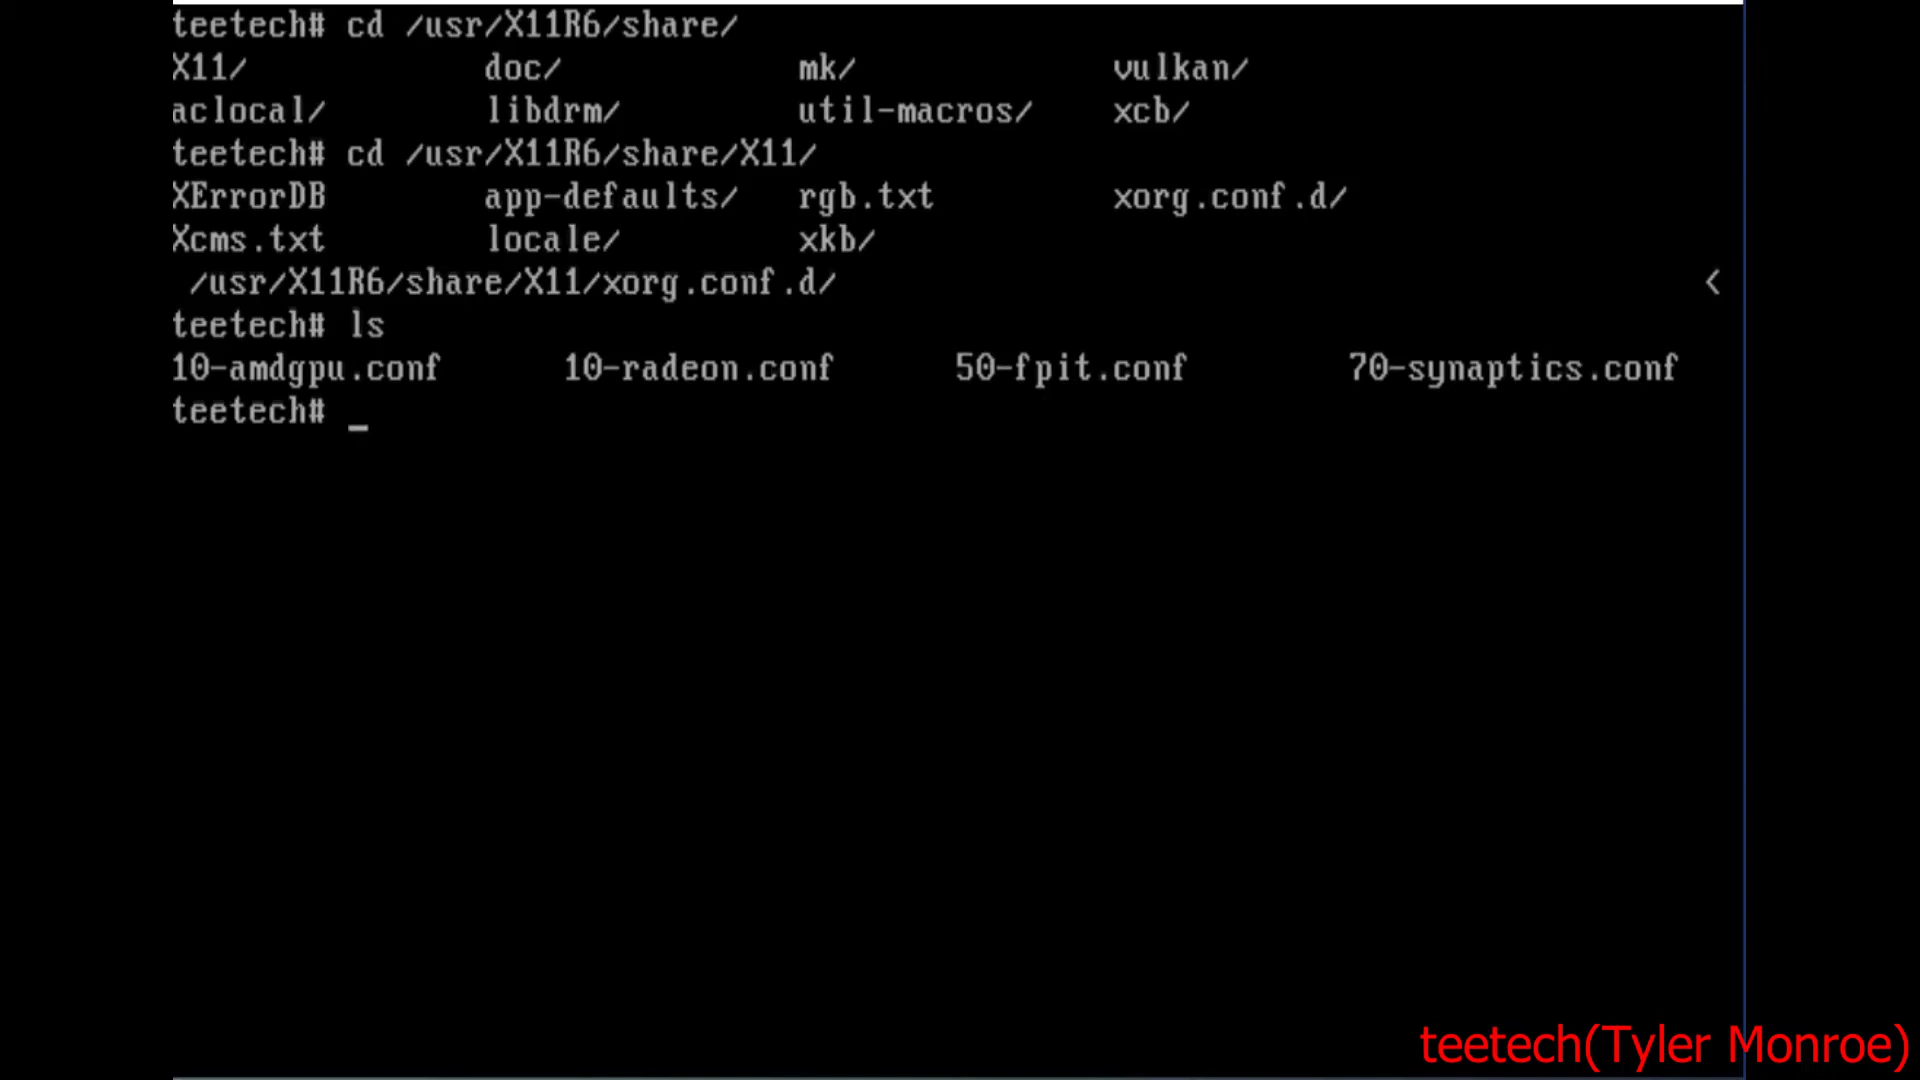 teetech# cd /usr/X11R6/share/
X11/ doc/ mk/ vulkan/
aclocal/ libdrm/ util-macros/ xcb/
teetech# cd /usr/X11R6/share/X11/
XErrorDB app-defaults/ rgb.txt xorg.conf.d/
Xcms.txt locale/ xkb/
/usr/X11R6/share/X11/xorg.conf.d/ <
teetech# ls
10-amdgpu.conf 10-radeon.conf 50-fpit.conf 70-synaptics.conf
teetech# _
teetech(Tyler Monroe)